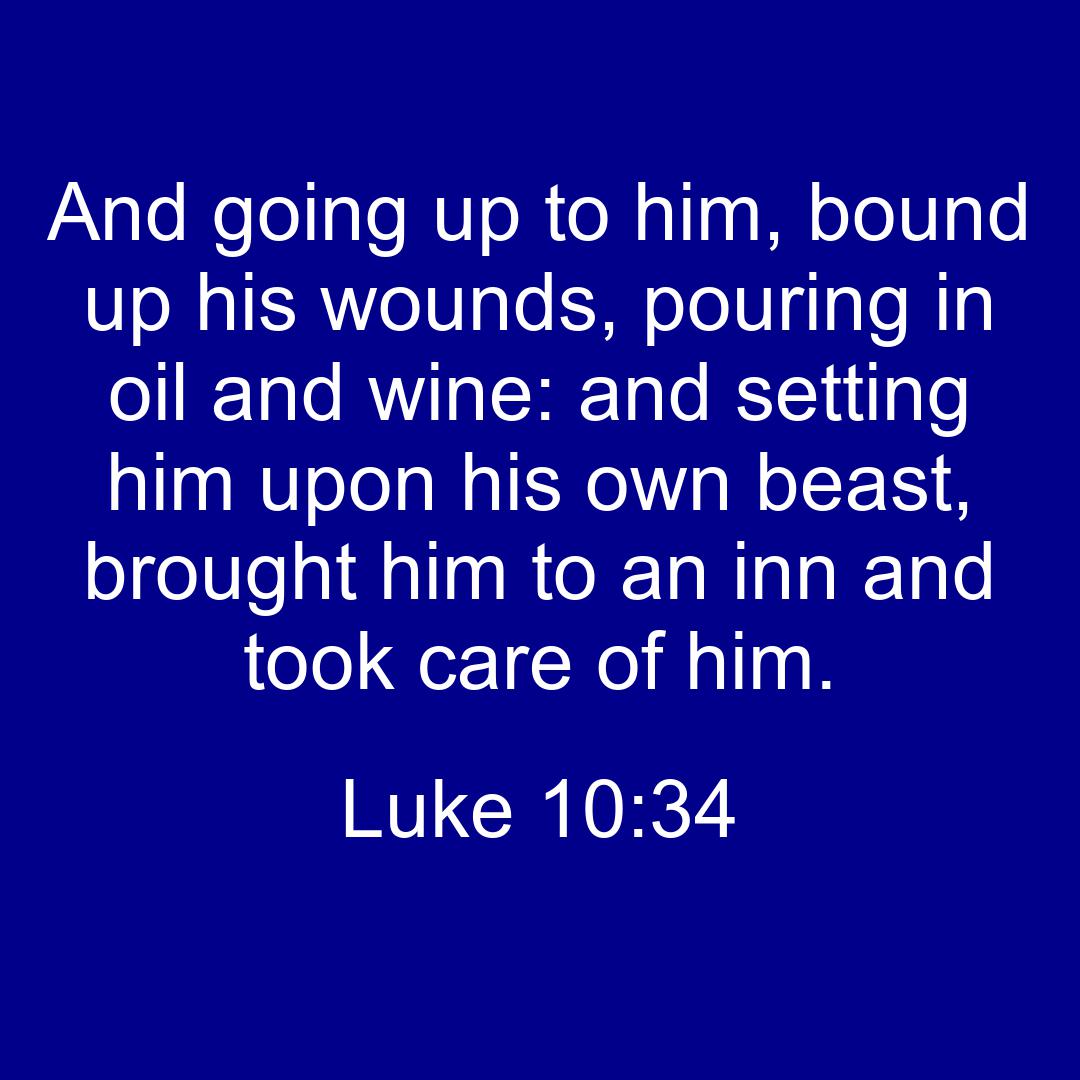 And going up to him, bound
up his wounds, pouring in
oil and wine: and setting
him upon his own beast,
brought him to an inn and
took care of him.
Luke 10:34